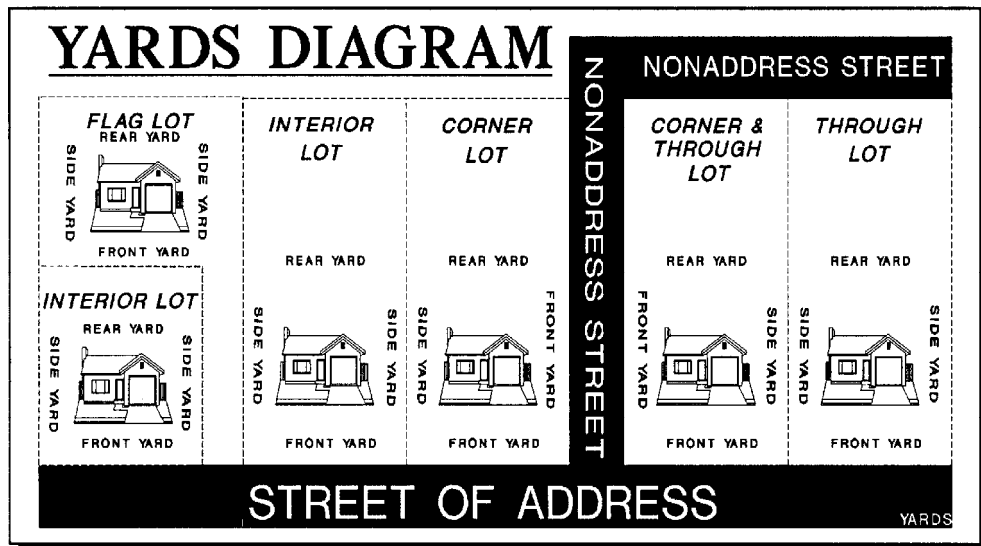 YARDS DIAGRAM
NONADDRESS STREET
NONADDRESS STREET
FLAG LOT
REAR YARD
SIDE YARD
SIDE YARD
FRONT YARD
INTERIOR LOT
REAR YARD
SIDE YARD
SIDE YARD
FRONT YARD
INTERIOR
LOT
REAR YARD
SIDE YARD
SIDE YARD
FRONT YARD
CORNER
LOT
REAR YARD
SIDE YARD
FRONT YARD
FRONT YARD
CORNER &
THROUGH
LOT
REAR YARD
FRONT YARD
SIDE YARD
FRONT YARD
THROUGH
LOT
REAR YARD
SIDE YARD
SIDE YARD
FRONT YARD
STREET OF ADDRESS
YARDS